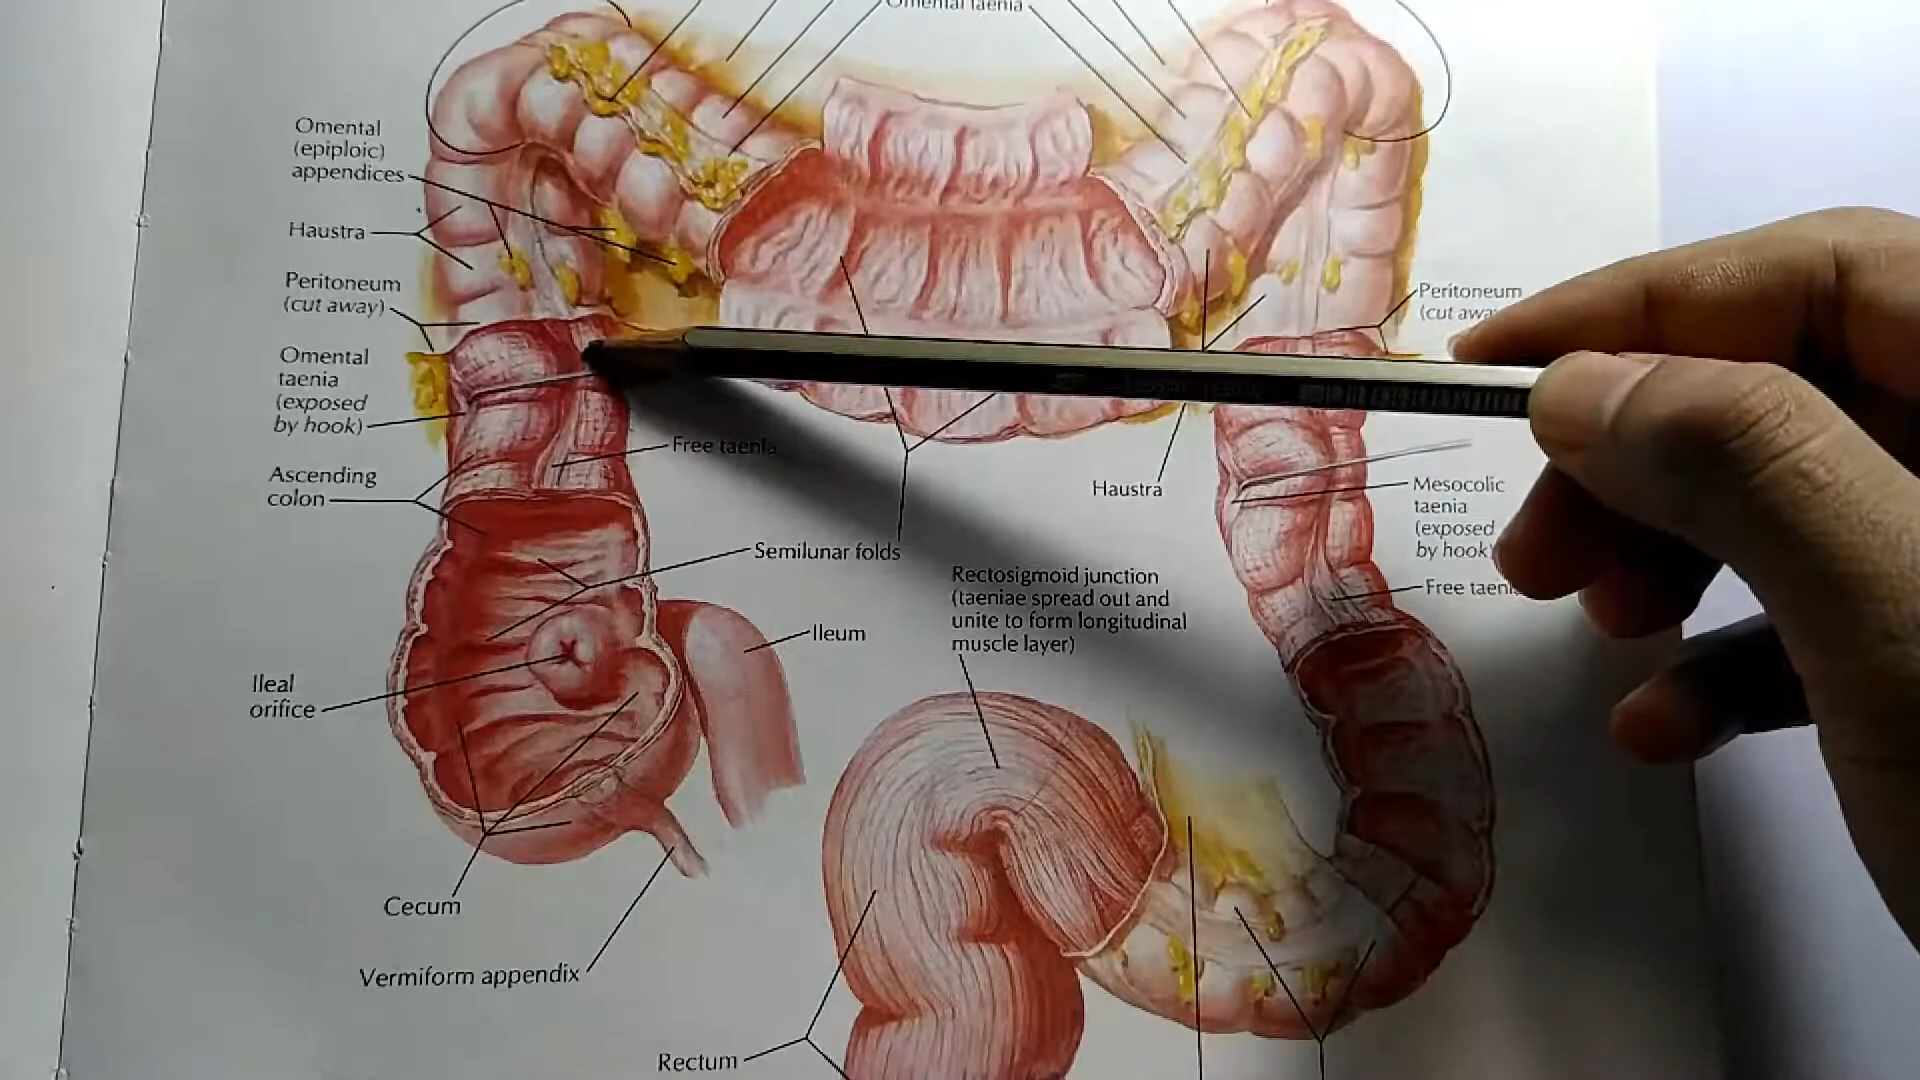 Omental taenia
Omental
(epiploic)
appendices
Haustra
Peritoneum
(cut away)
Omental
taenia
(exposed
by hook)
Ascending
colon
Free taenia
Semilunar folds
Ileum
Ileal
orifice
Cecum
Vermiform appendix
Rectum
Rectosigmoid junction
(taeniae spread out and
unite to form longitudinal
muscle layer)
Haustra
Peritoneum
(cut
Mesocolic
taenia
(exposed
by hook)
Free